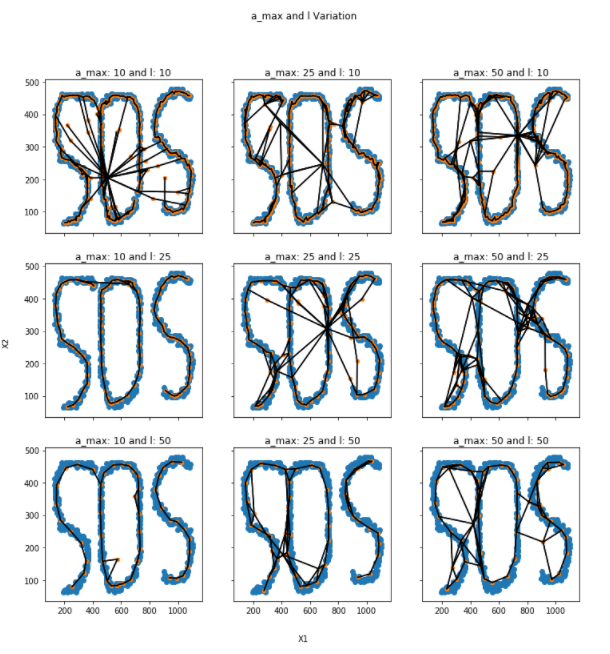 a_max and l Variation
a_max: 10 and l: 10
a_max: 25 and l: 10
a_max: 50 and l: 10
500
400
300
200
100
a_max: 10 and l: 25
a_max: 25 and l: 25
a_max: 50 and l: 25
500
400
300
200
100
X2
a_max: 10 and l: 50
a_max: 25 and l: 50
a_max: 50 and l: 50
500
400
300
200
100
200 400 600 800 1000
200 400 600 800 1000
200 400 600 800 1000
X1